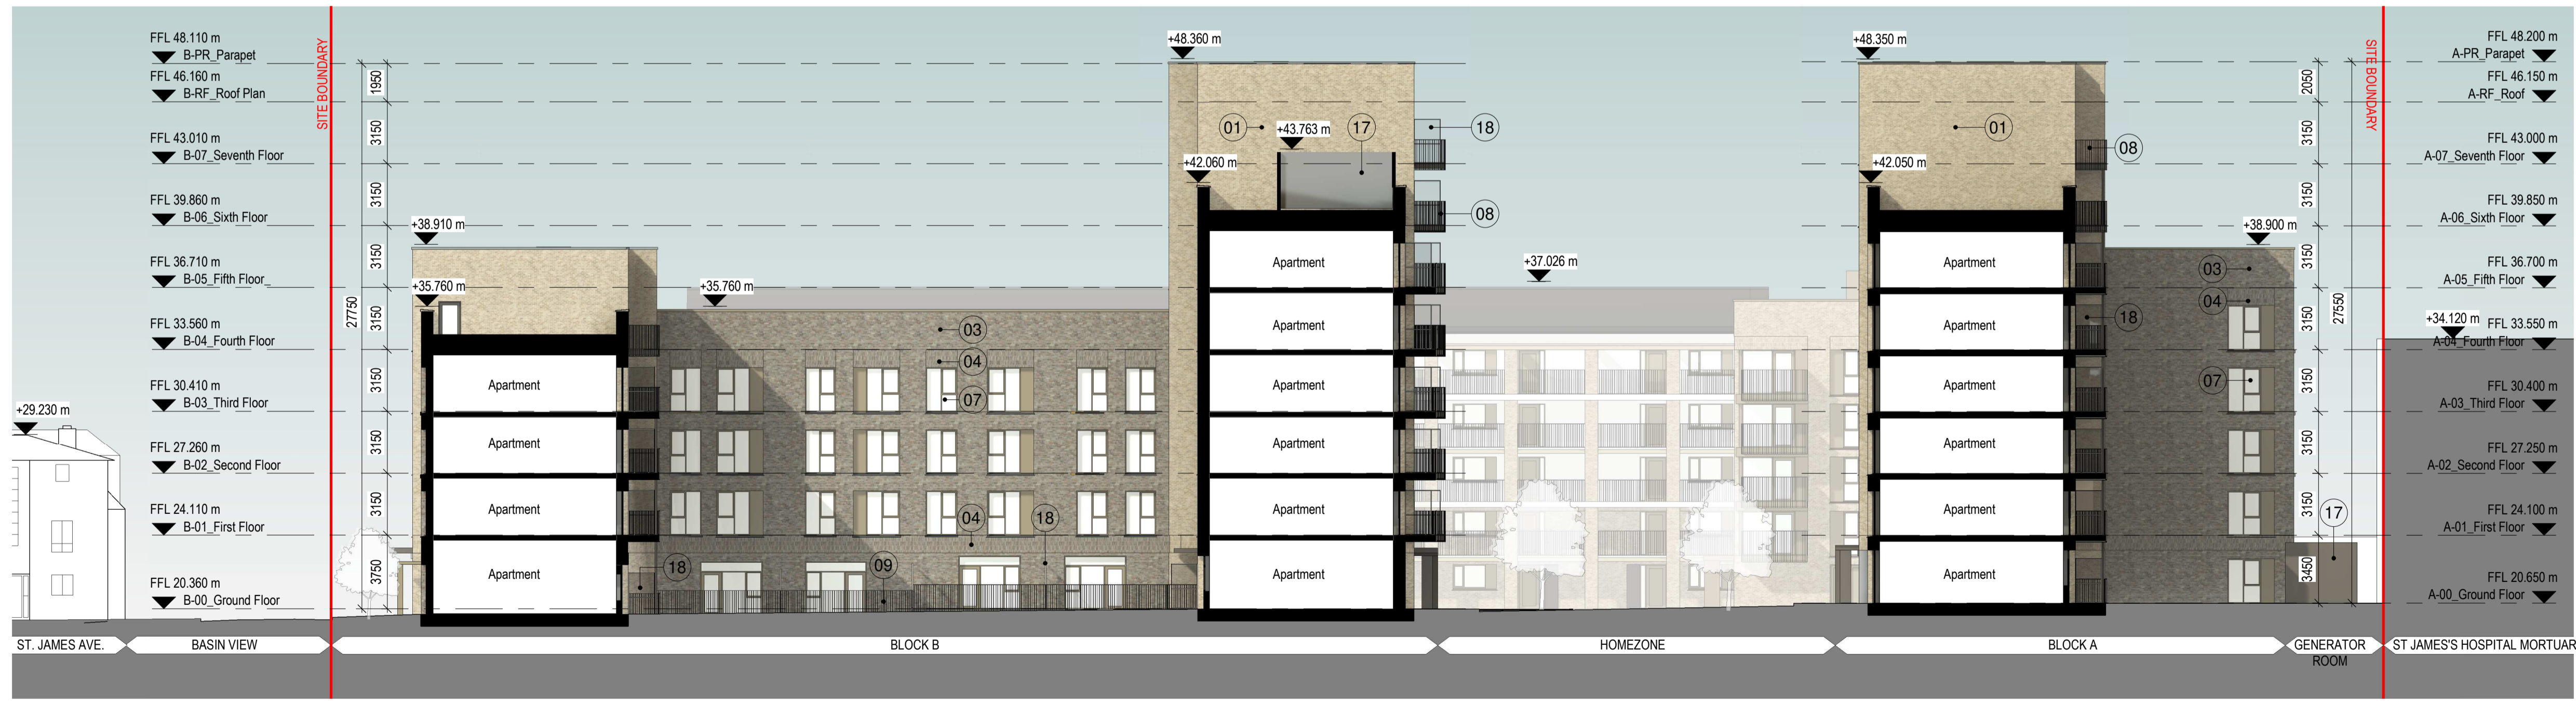 FFL 48.110 m
B-PR_Parapet
FFL 46.160 m
B-RF_Roof Plan
FFL 43.010 m
B-07_Seventh Floor
FFL 39.860 m
B-06_Sixth Floor
FFL 36.710 m
B-05_Fifth Floor_
FFL 33.560 m
B-04_Fourth Floor
FFL 30.410 m
B-03_Third Floor
FFL 27.260 m
B-02_Second Floor
FFL 24.110 m
B-01_First Floor
FFL 20.360 m
B-00_Ground Floor
+29.230 m
SITE BOUNDARY
27750
1950
3150
3150
3150
3150
3150
3150
3150
3750
+38.910 m
+35.760 m
+35.760 m
Apartment
Apartment
Apartment
Apartment
03
04
07
04
18
09
18
+48.360 m
01
+43.763 m
17
18
+42.060 m
08
Apartment
Apartment
Apartment
Apartment
Apartment
Apartment
+37.026 m
+48.350 m
01
08
+42.050 m
18
Apartment
Apartment
Apartment
Apartment
Apartment
Apartment
+38.900 m
03
04
07
17
2050
3150
3150
3150
3150
3150
3150
3150
3450
27550
SITE BOUNDARY
+34.120 m
FFL 48.200 m
A-PR_Parapet
FFL 46.150 m
A-RF_Roof
FFL 43.000 m
A-07_Seventh Floor
FFL 39.850 m
A-06_Sixth Floor
FFL 36.700 m
A-05_Fifth Floor
FFL 33.550 m
A-04_Fourth Floor
FFL 30.400 m
A-03_Third Floor
FFL 27.250 m
A-02_Second Floor
FFL 24.100 m
A-01_First Floor
FFL 20.650 m
A-00_Ground Floor
ST. JAMES AVE.
BASIN VIEW
BLOCK B
HOMEZONE
BLOCK A
GENERATOR
ROOM
ST JAMES'S HOSPITAL MORTUAR